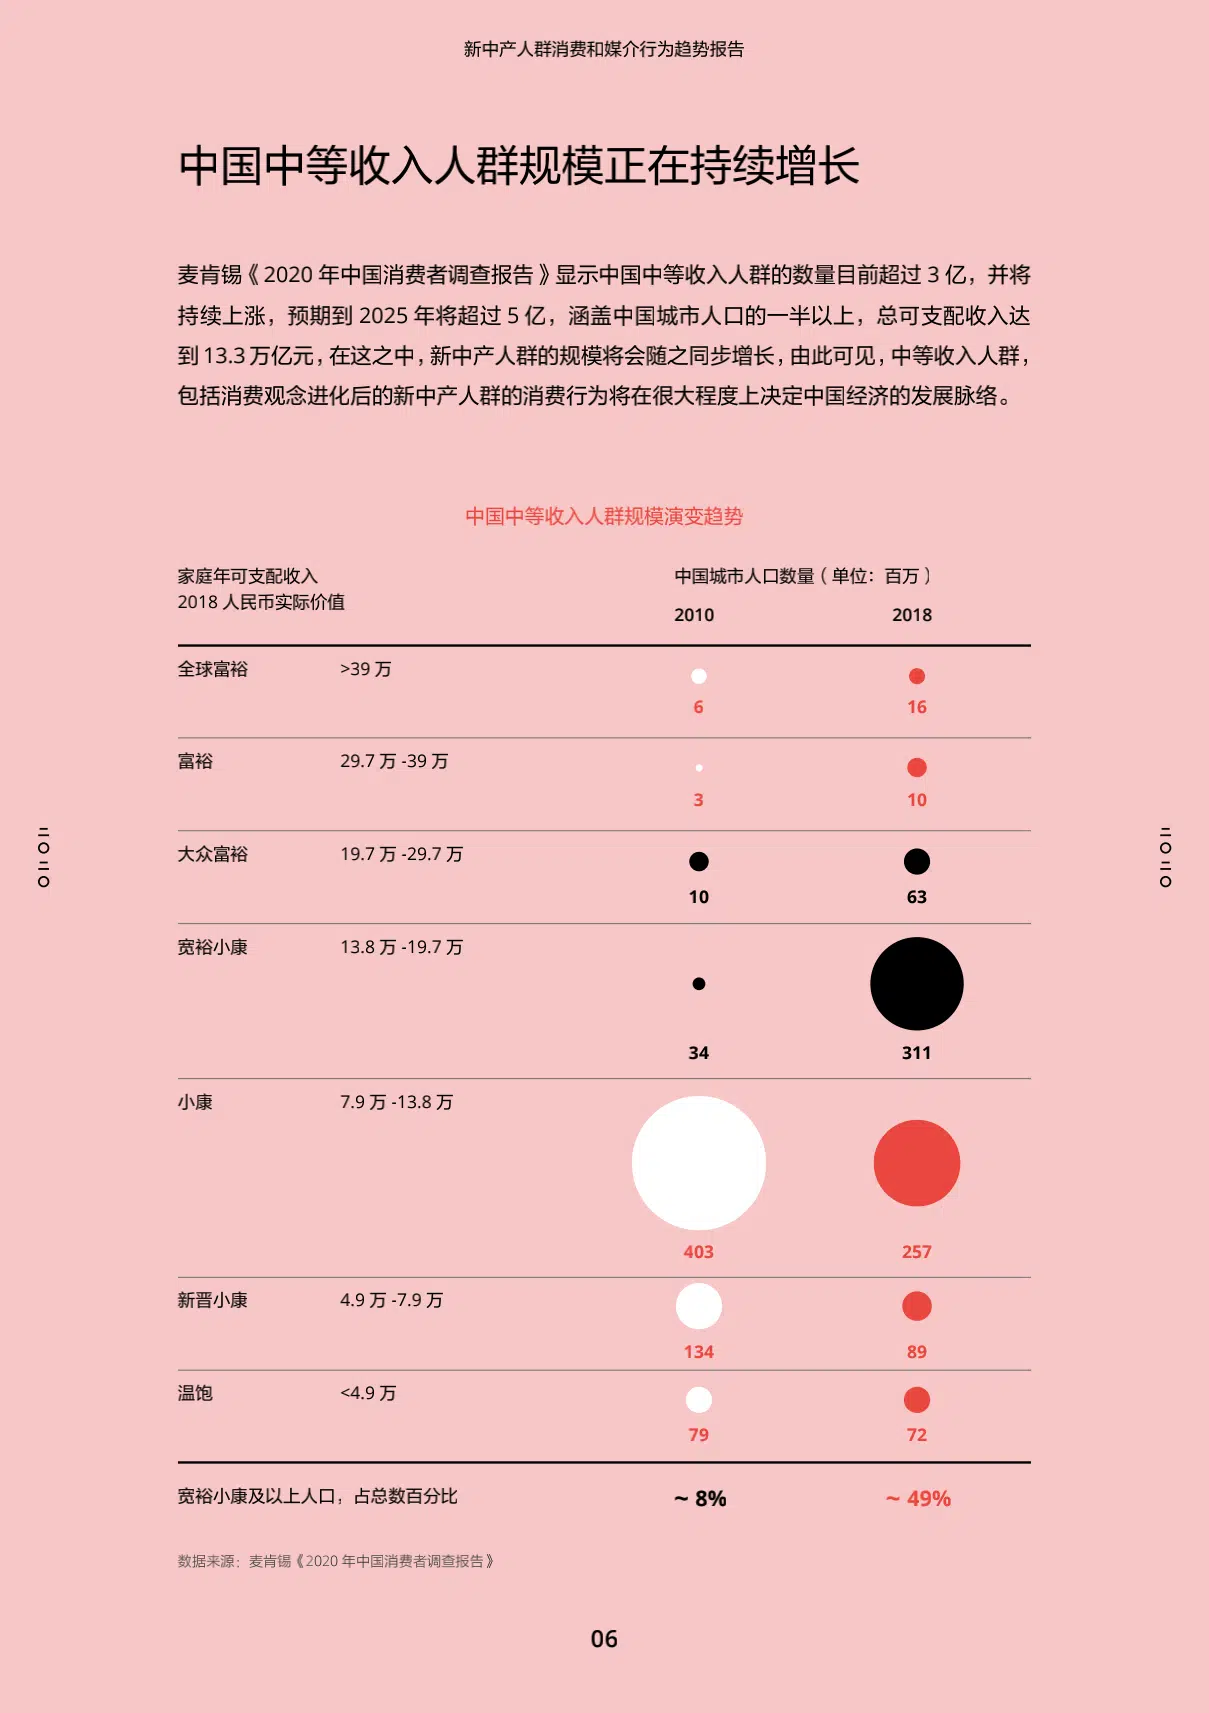 新中产人群消费和媒介行为趋势报告
中国中等收入人群规模正在持续增长
麦肯锡《2020 年中国消费者调查报告》显示中国中等收入人群的数量目前超过 3 亿，并将
持续上涨，预期到 2025 年将超过 5 亿，涵盖中国城市人口的一半以上，总可支配收入达
到 13.3 万亿元，在这之中，新中产人群的规模将会随之同步增长，由此可见，中等收入人群，
包括消费观念进化后的新中产人群的消费行为将在很大程度上决定中国经济的发展脉络。
中国中等收入人群规模演变趋势
家庭年可支配收入 中国城市人口数量（单位：百万）
2018 人民币实际价值
2010 2018
全球富裕 >39 万
6 16
富裕 29.7 万 -39 万
3 10
二〇二〇 二〇二〇
大众富裕 19.7 万 -29.7 万
10 63
宽裕小康 13.8 万 -19.7 万
34 311
小康 7.9 万 -13.8 万
403 257
新晋小康 4.9 万 -7.9 万
134 89
温饱 <4.9 万
79 72
宽裕小康及以上人口，占总数百分比 ~ 8% ~ 49%
数据来源：麦肯锡《2020 年中国消费者调查报告》
06